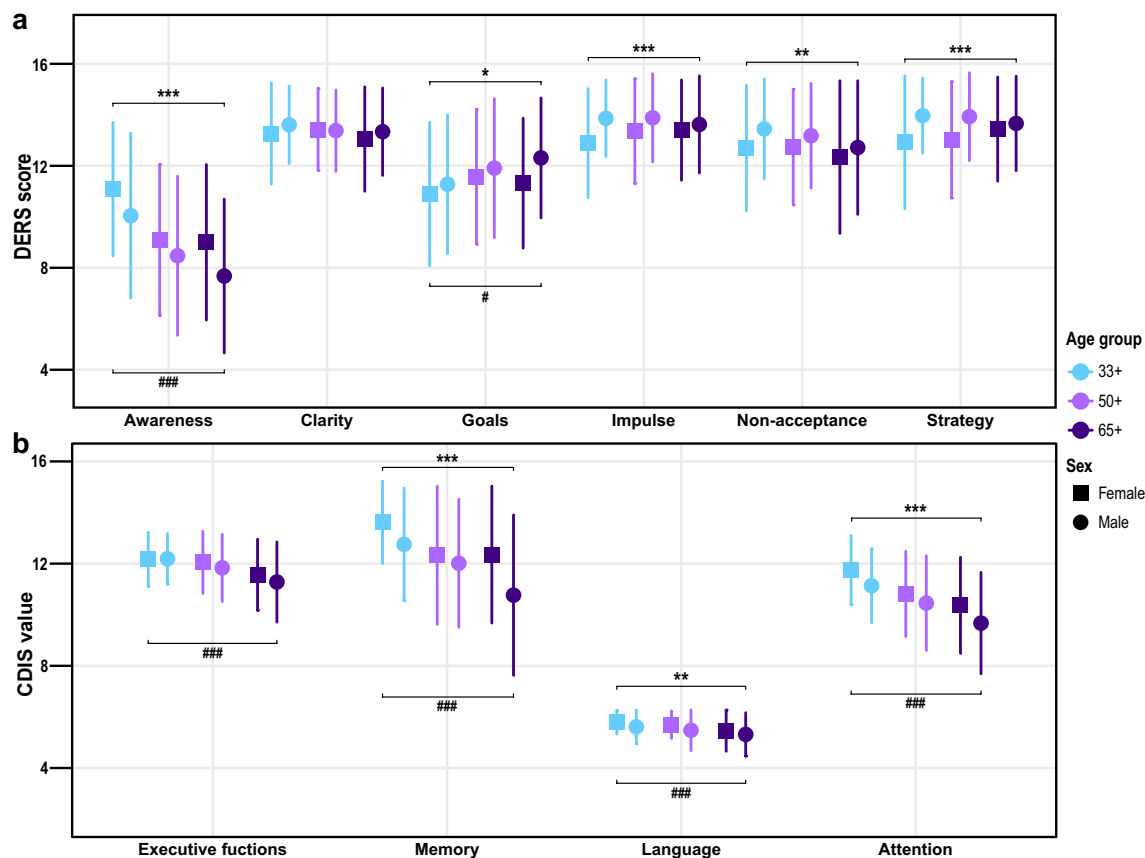 a
DERS score
16
12
8
4
***
###
*
#
***
**
***
Awareness Clarity Goals Impulse Non-acceptance Strategy
Age group
33+
50+
65+
Sex
Female
Male
b
CDIS value
16
12
8
4
###
***
###
**
###
***
###
Executive fuctions Memory Language Attention